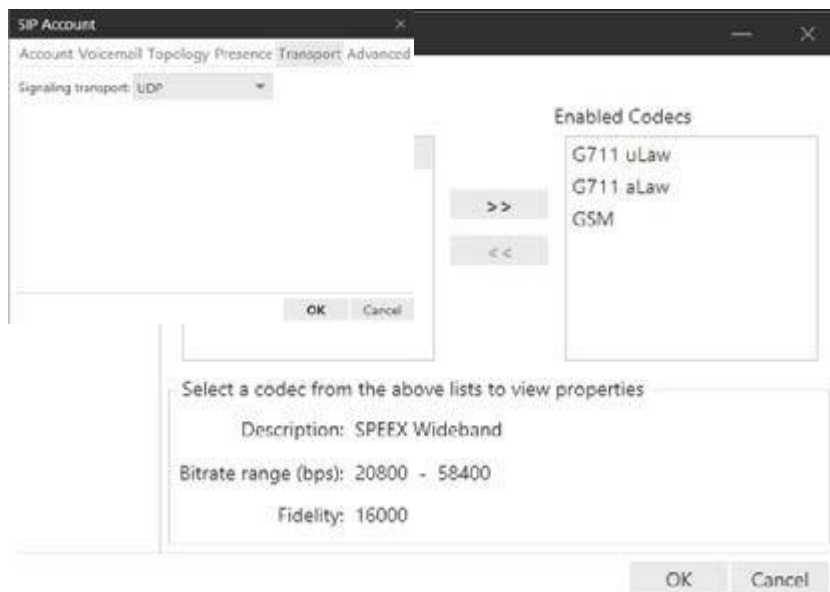 SIP Account
Account Voicemail Topology Presence Transport Advanced
Signaling transport: UDP
OK Cancel
Enabled Codecs
G711 uLaw
G711 aLaw
GSM
>>
<<
Select a codec from the above lists to view properties
Description: SPEEX Wideband
Bitrate range (bps): 20800 - 58400
Fidelity: 16000
OK Cancel